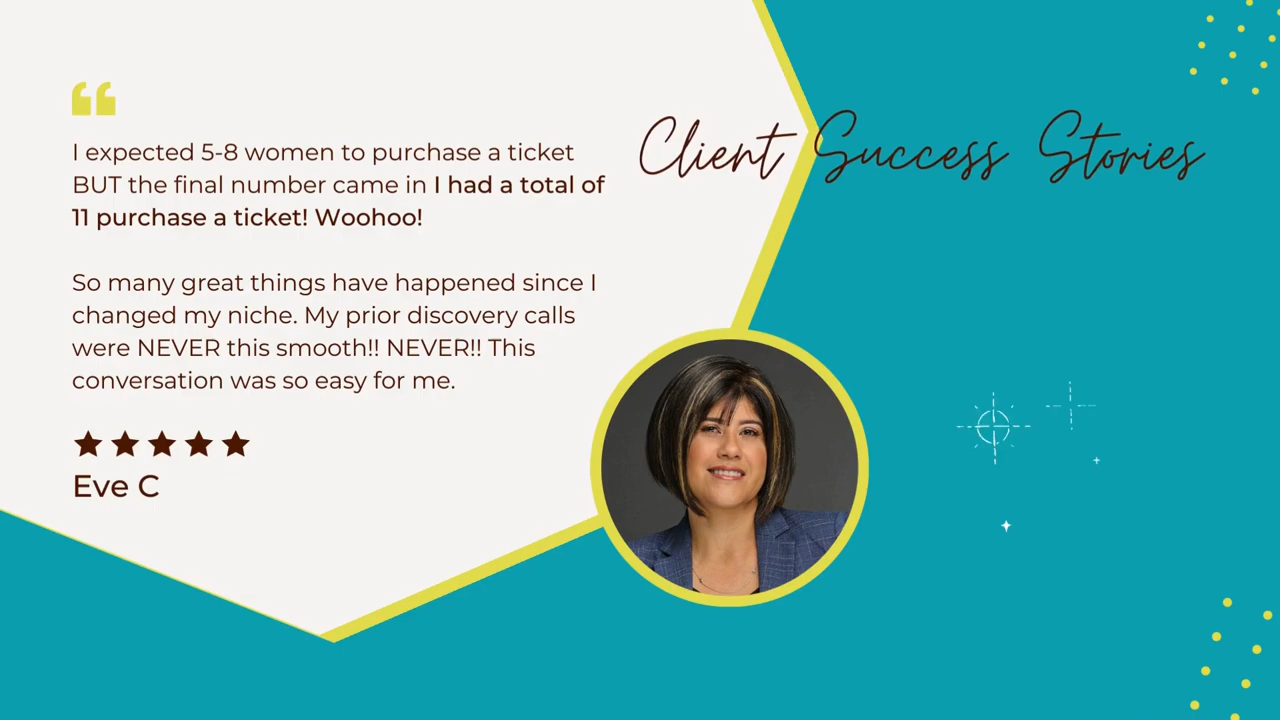 Client Success Stories
“
I expected 5-8 women to purchase a ticket
BUT the final number came in I had a total of
11 purchase a ticket! Woohoo!
So many great things have happened since I
changed my niche. My prior discovery calls
were NEVER this smooth!! NEVER!! This
conversation was so easy for me.
Eve C